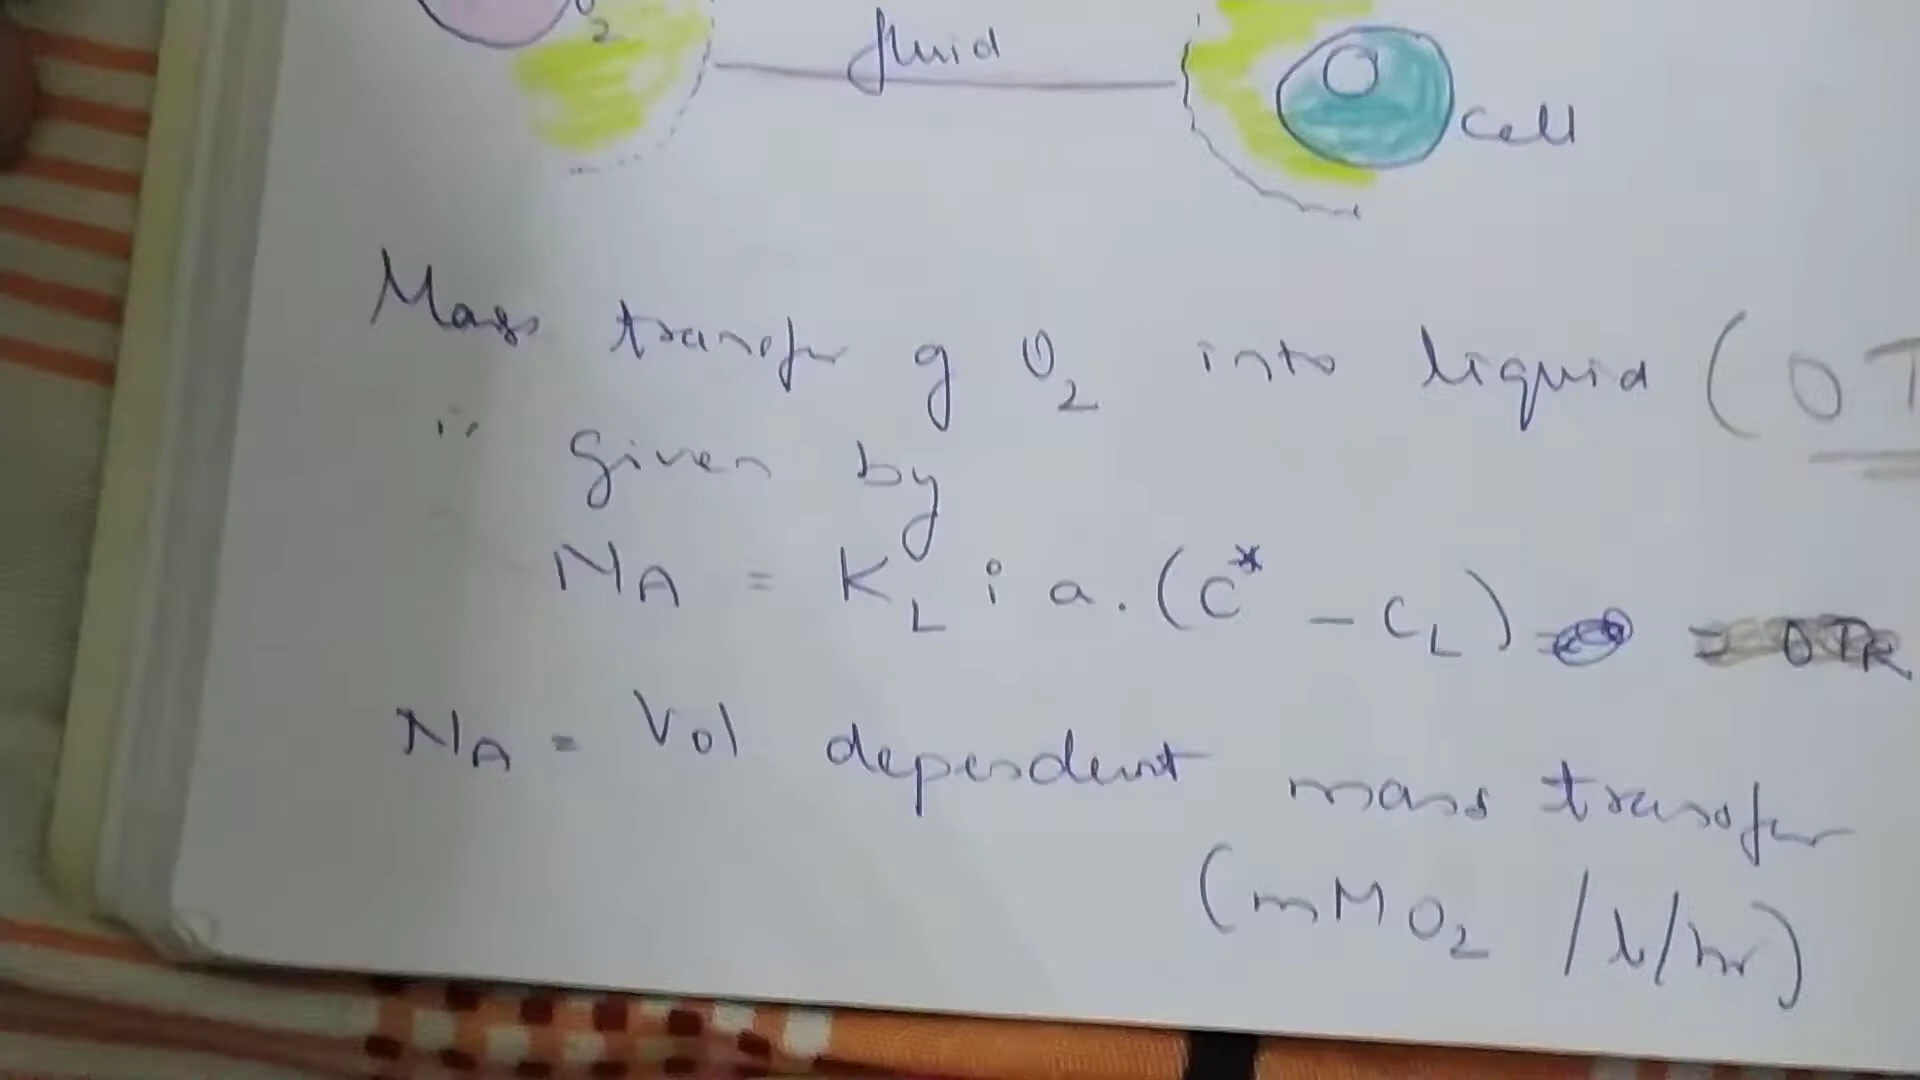 O2
fluid
cell
Mass transfer of O2 into liquid (OT
is given by
NA = KL i a. (C* - CL) = OTR
NA = Vol dependent mass transfer
(mM O2 /l/hr)